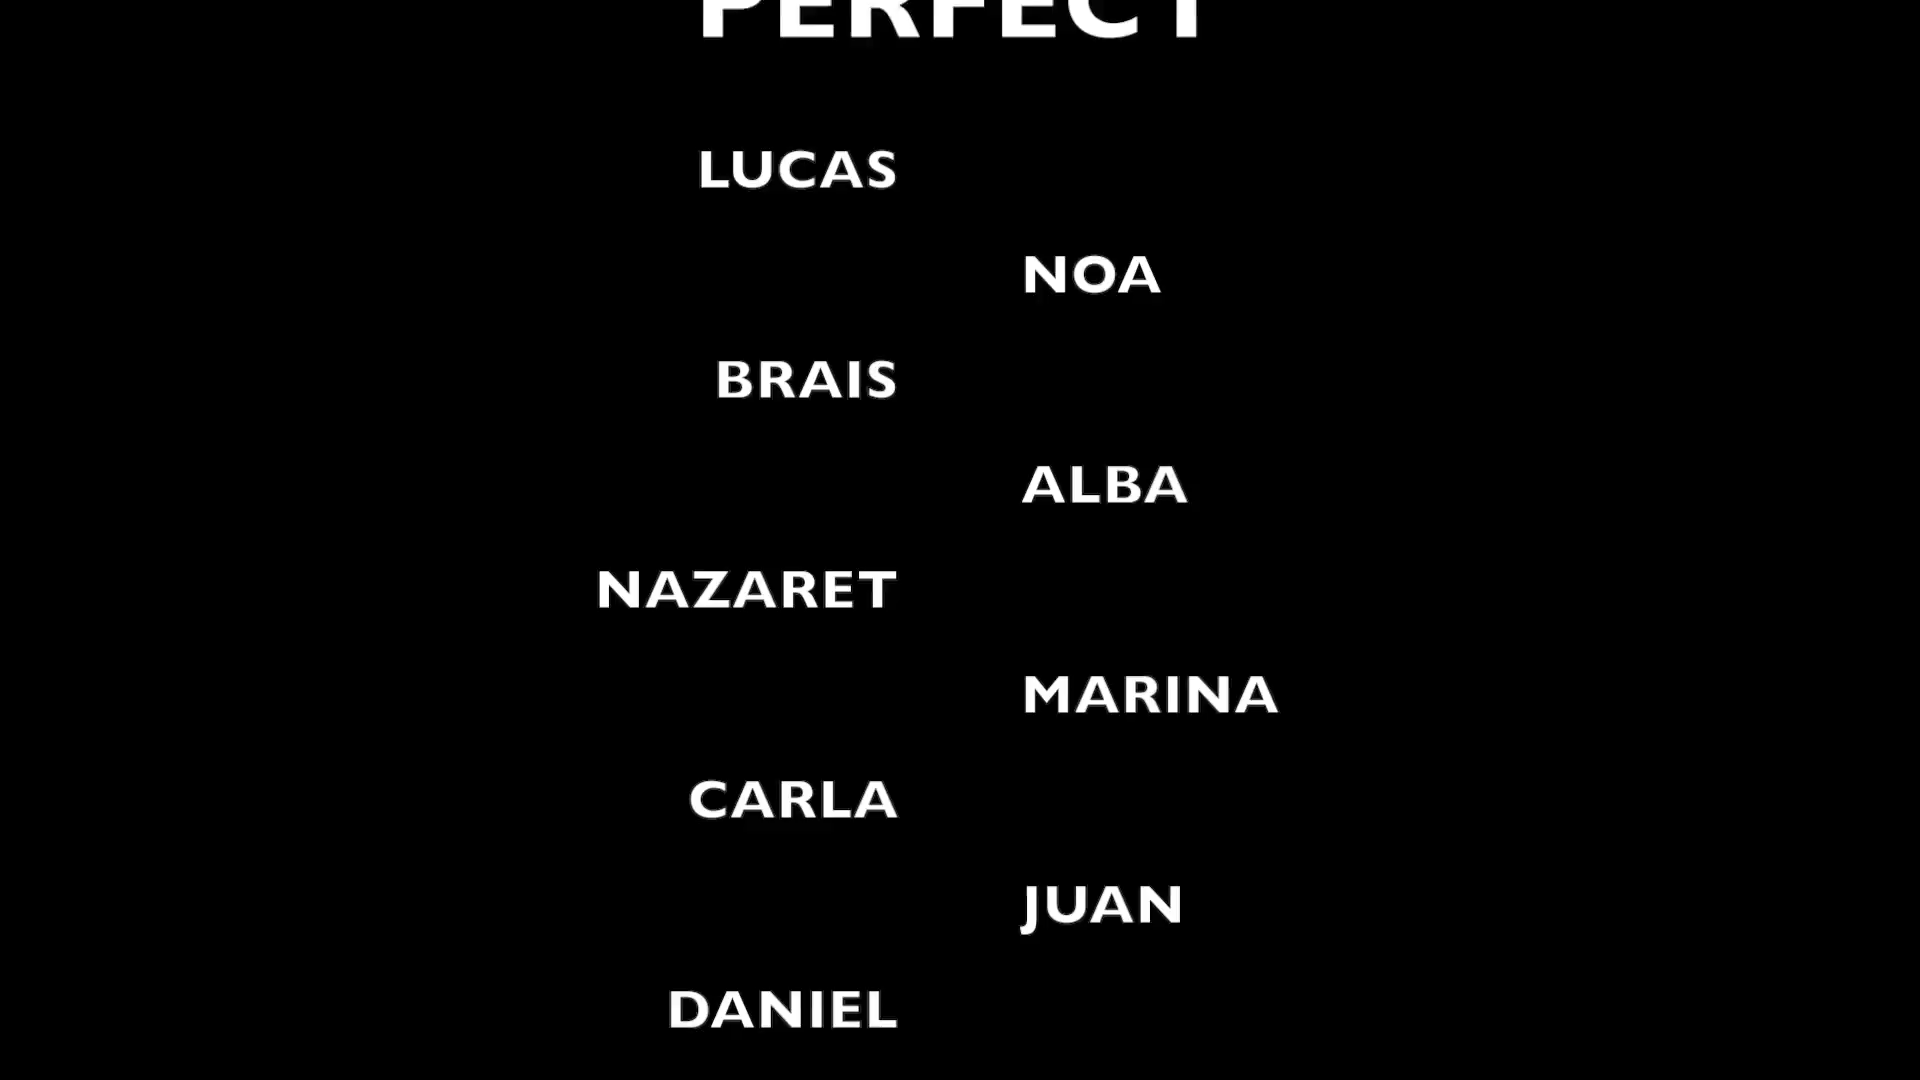 PERFECT
LUCAS
NOA
BRAIS
ALBA
NAZARET
MARINA
CARLA
JUAN
DANIEL